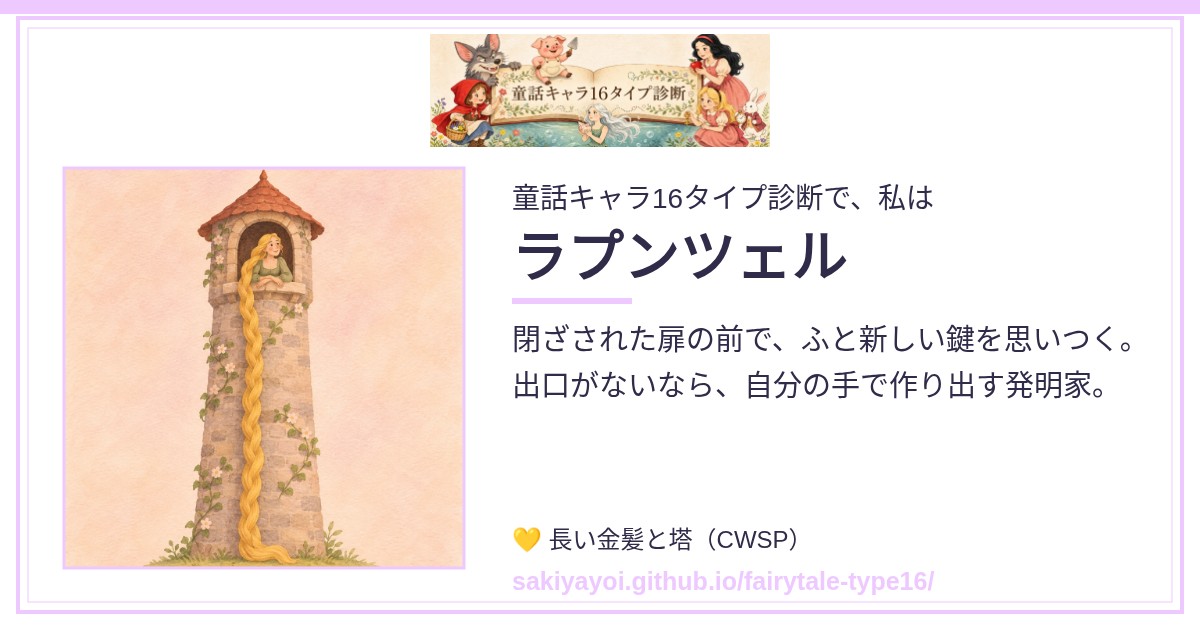 童話キャラ16タイプ診断
童話キャラ16タイプ診断で、私は
ラプンツェル
閉ざされた扉の前で、ふと新しい鍵を思いつく。
出口がないなら、自分の手で作り出す発明家。
💛 長い金髪と塔（CWSP）
sakiyayoi.github.io/fairytale-type16/